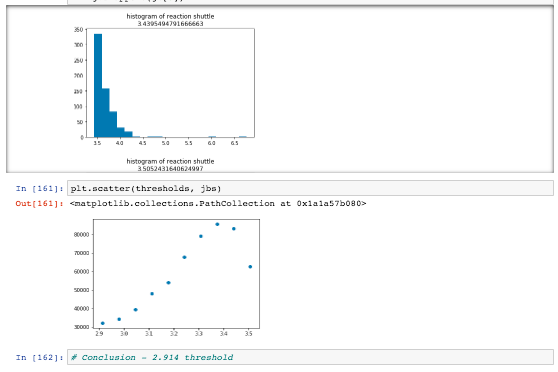 histogram of reaction shuttle
3.4395494791666663
350
300
250
200
150
100
50
0
3.5 4.0 4.5 5.0 5.5 6.0 6.5
histogram of reaction shuttle
3.5052431640624997
In [161]: plt.scatter(thresholds, jbs)
Out[161]: <matplotlib.collections.PathCollection at 0x1a1a57b080>
80000
70000
60000
50000
40000
30000
2.9 3.0 3.1 3.2 3.3 3.4 3.5
In [162]: # Conclusion - 2.914 threshold